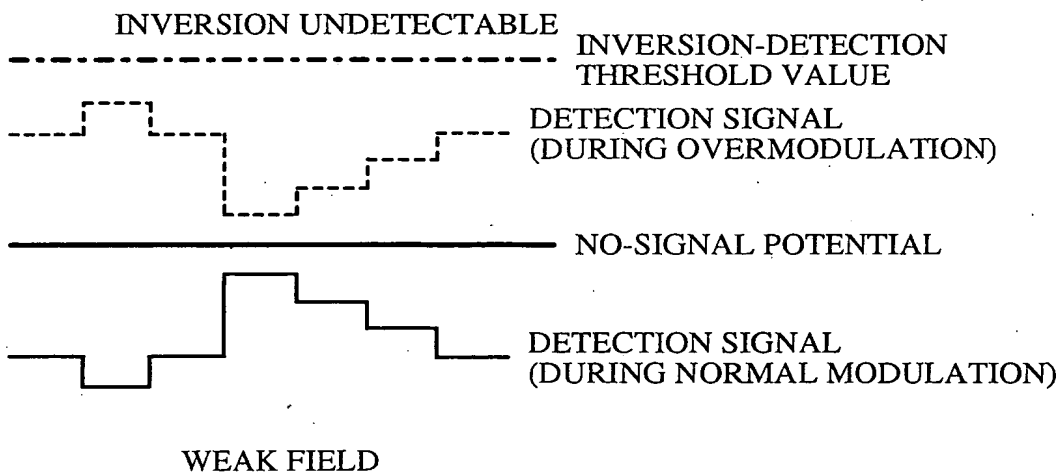 INVERSION UNDETECTABLE
INVERSION-DETECTION
THRESHOLD VALUE
DETECTION SIGNAL
(DURING OVERMODULATION)
NO-SIGNAL POTENTIAL
DETECTION SIGNAL
(DURING NORMAL MODULATION)
WEAK FIELD